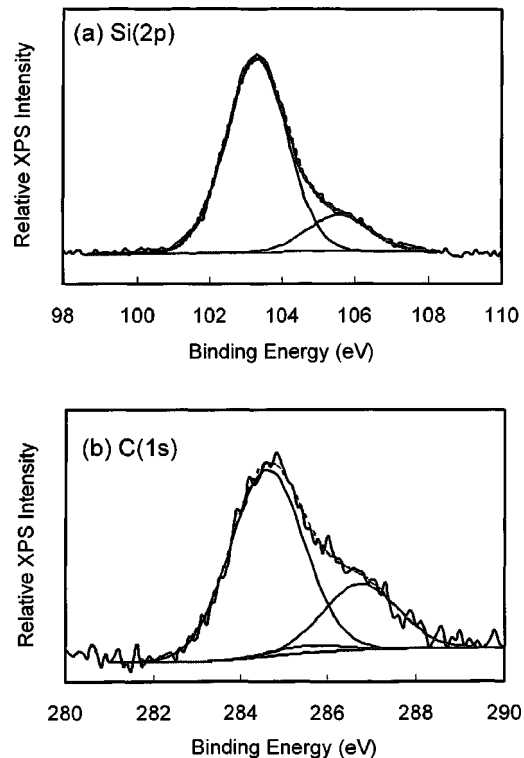 (a) Si(2p)
Relative XPS Intensity
98 100 102 104 106 108 110
Binding Energy (eV)
(b) C(1s)
Relative XPS Intensity
280 282 284 286 288 290
Binding Energy (eV)